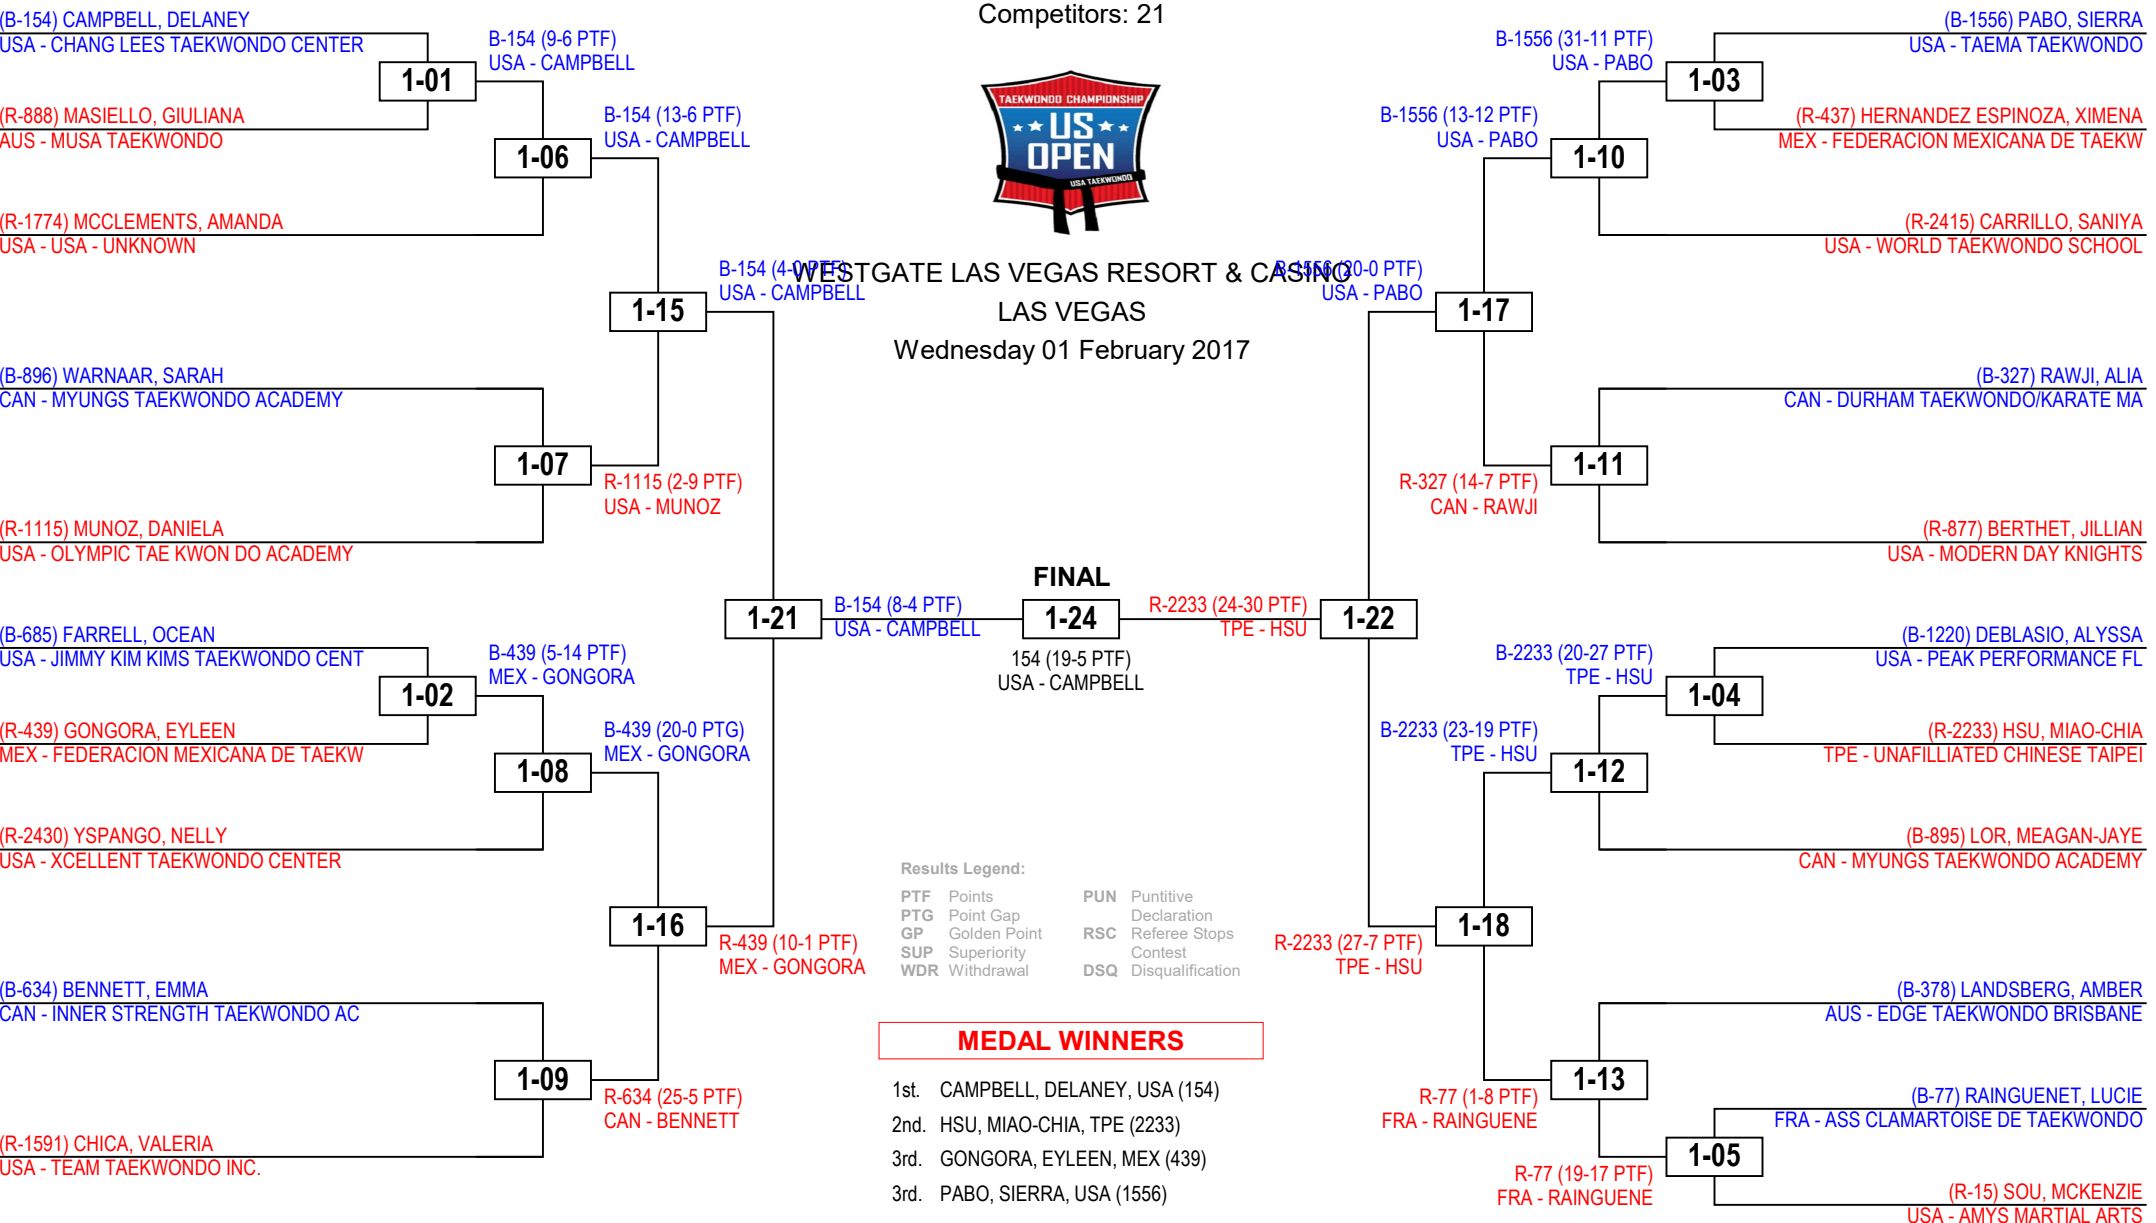 Competitors: 21
TAEKWONDO CHAMPIONSHIP
US
OPEN
USA TAEKWONDO
WESTGATE LAS VEGAS RESORT & CASINO
LAS VEGAS
Wednesday 01 February 2017
(B-154) CAMPBELL, DELANEY
USA - CHANG LEES TAEKWONDO CENTER
1-01
(R-888) MASIELLO, GIULIANA
AUS - MUSA TAEKWONDO
B-154 (9-6 PTF)
USA - CAMPBELL
1-06
(R-1774) MCCLEMENTS, AMANDA
USA - USA - UNKNOWN
B-154 (13-6 PTF)
USA - CAMPBELL
1-15
B-154 (4-0 PTF)
USA - CAMPBELL
(B-896) WARNAAR, SARAH
CAN - MYUNGS TAEKWONDO ACADEMY
1-07
(R-1115) MUNOZ, DANIELA
USA - OLYMPIC TAE KWON DO ACADEMY
R-1115 (2-9 PTF)
USA - MUNOZ
(B-685) FARRELL, OCEAN
USA - JIMMY KIM KIMS TAEKWONDO CENT
1-02
(R-439) GONGORA, EYLEEN
MEX - FEDERACION MEXICANA DE TAEKW
B-439 (5-14 PTF)
MEX - GONGORA
1-08
(R-2430) YSPANGO, NELLY
USA - XCELLENT TAEKWONDO CENTER
B-439 (20-0 PTG)
MEX - GONGORA
1-16
R-439 (10-1 PTF)
MEX - GONGORA
(B-634) BENNETT, EMMA
CAN - INNER STRENGTH TAEKWONDO AC
1-09
(R-1591) CHICA, VALERIA
USA - TEAM TAEKWONDO INC.
R-634 (25-5 PTF)
CAN - BENNETT
1-21
B-154 (8-4 PTF)
USA - CAMPBELL
FINAL
1-24
154 (19-5 PTF)
USA - CAMPBELL
R-2233 (24-30 PTF)
TPE - HSU
1-22
(B-1556) PABO, SIERRA
USA - TAEMA TAEKWONDO
1-03
(R-437) HERNANDEZ ESPINOZA, XIMENA
MEX - FEDERACION MEXICANA DE TAEKW
B-1556 (31-11 PTF)
USA - PABO
1-10
(R-2415) CARRILLO, SANIYA
USA - WORLD TAEKWONDO SCHOOL
B-1556 (13-12 PTF)
USA - PABO
1-17
B-1556 (20-0 PTF)
USA - PABO
(B-327) RAWJI, ALIA
CAN - DURHAM TAEKWONDO/KARATE MA
1-11
(R-877) BERTHET, JILLIAN
USA - MODERN DAY KNIGHTS
R-327 (14-7 PTF)
CAN - RAWJI
(B-1220) DEBLASIO, ALYSSA
USA - PEAK PERFORMANCE FL
1-04
(R-2233) HSU, MIAO-CHIA
TPE - UNAFILLIATED CHINESE TAIPEI
B-2233 (20-27 PTF)
TPE - HSU
1-12
(B-895) LOR, MEAGAN-JAYE
CAN - MYUNGS TAEKWONDO ACADEMY
B-2233 (23-19 PTF)
TPE - HSU
1-18
R-2233 (27-7 PTF)
TPE - HSU
(B-378) LANDSBERG, AMBER
AUS - EDGE TAEKWONDO BRISBANE
1-13
R-77 (1-8 PTF)
FRA - RAINGUENE
(B-77) RAINGUENET, LUCIE
FRA - ASS CLAMARTOISE DE TAEKWONDO
1-05
R-77 (19-17 PTF)
FRA - RAINGUENE
(R-15) SOU, MCKENZIE
USA - AMYS MARTIAL ARTS
Results Legend:
PTF Points PUN Puntitive
PTG Point Gap Declaration
GP Golden Point RSC Referee Stops
SUP Superiority Contest
WDR Withdrawal DSQ Disqualification
MEDAL WINNERS
1st. CAMPBELL, DELANEY, USA (154)
2nd. HSU, MIAO-CHIA, TPE (2233)
3rd. GONGORA, EYLEEN, MEX (439)
3rd. PABO, SIERRA, USA (1556)